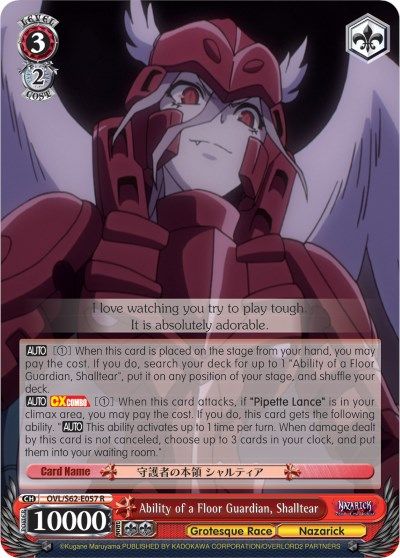 LEVEL
3
2
COST
I love watching you try to play tough.
It is absolutely adorable.
AUTO [①] When this card is placed on the stage from your hand, you may
pay the cost. If you do, search your deck for up to 1 "Ability of a Floor
Guardian, Shalltear", put it on any position of your stage, and shuffle your
deck.
AUTO CX COMBO [①] When this card attacks, if "Pipette Lance" is in your
climax area, you may pay the cost. If you do, this card gets the following
ability. "AUTO This ability activates up to 1 time per turn. When damage dealt
by this card is not canceled, choose up to 3 cards in your clock, and put
them into your waiting room."
Card Name 守護者の本領 シャルティア
CH OVL/S62-E057 R
POWER 10000 SOUL
Ability of a Floor Guardian, Shalltear
NAZARICK
Grotesque Race Nazarick
©Kugane Maruyama,PUBLISHED BY KADOKAWA CORPORATION/OVERLORD2 PARTNERS